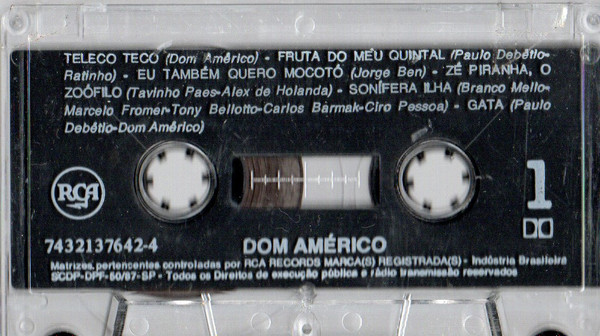 TELECO TECO (Dom Américo) - FRUTA DO MEU QUINTAL (Paulo Debétio-
Ratinho) - EU TAMBÉM QUERO MOCOTÓ (Jorge Ben) - ZÉ PIRANHA, O
ZOÓFILO (Tavinho Paes-Alex de Holanda) - SONÍFERA ILHA (Branco Mello-
Marcelo Fromer-Tony Bellotto-Carlos Barmak-Ciro Pessoa) - GATA (Paulo
Debétio-Dom Américo)
RCA
1
7432137642-4
DOM AMÉRICO
Matrizes pertencentes controladas por RCA RECORDS MARCA(S) REGISTRADA(S) - Indústria Brasileira
SCDP-DPF-50/87-SP - Todos os Direitos de execução pública e rádio transmissão reservados